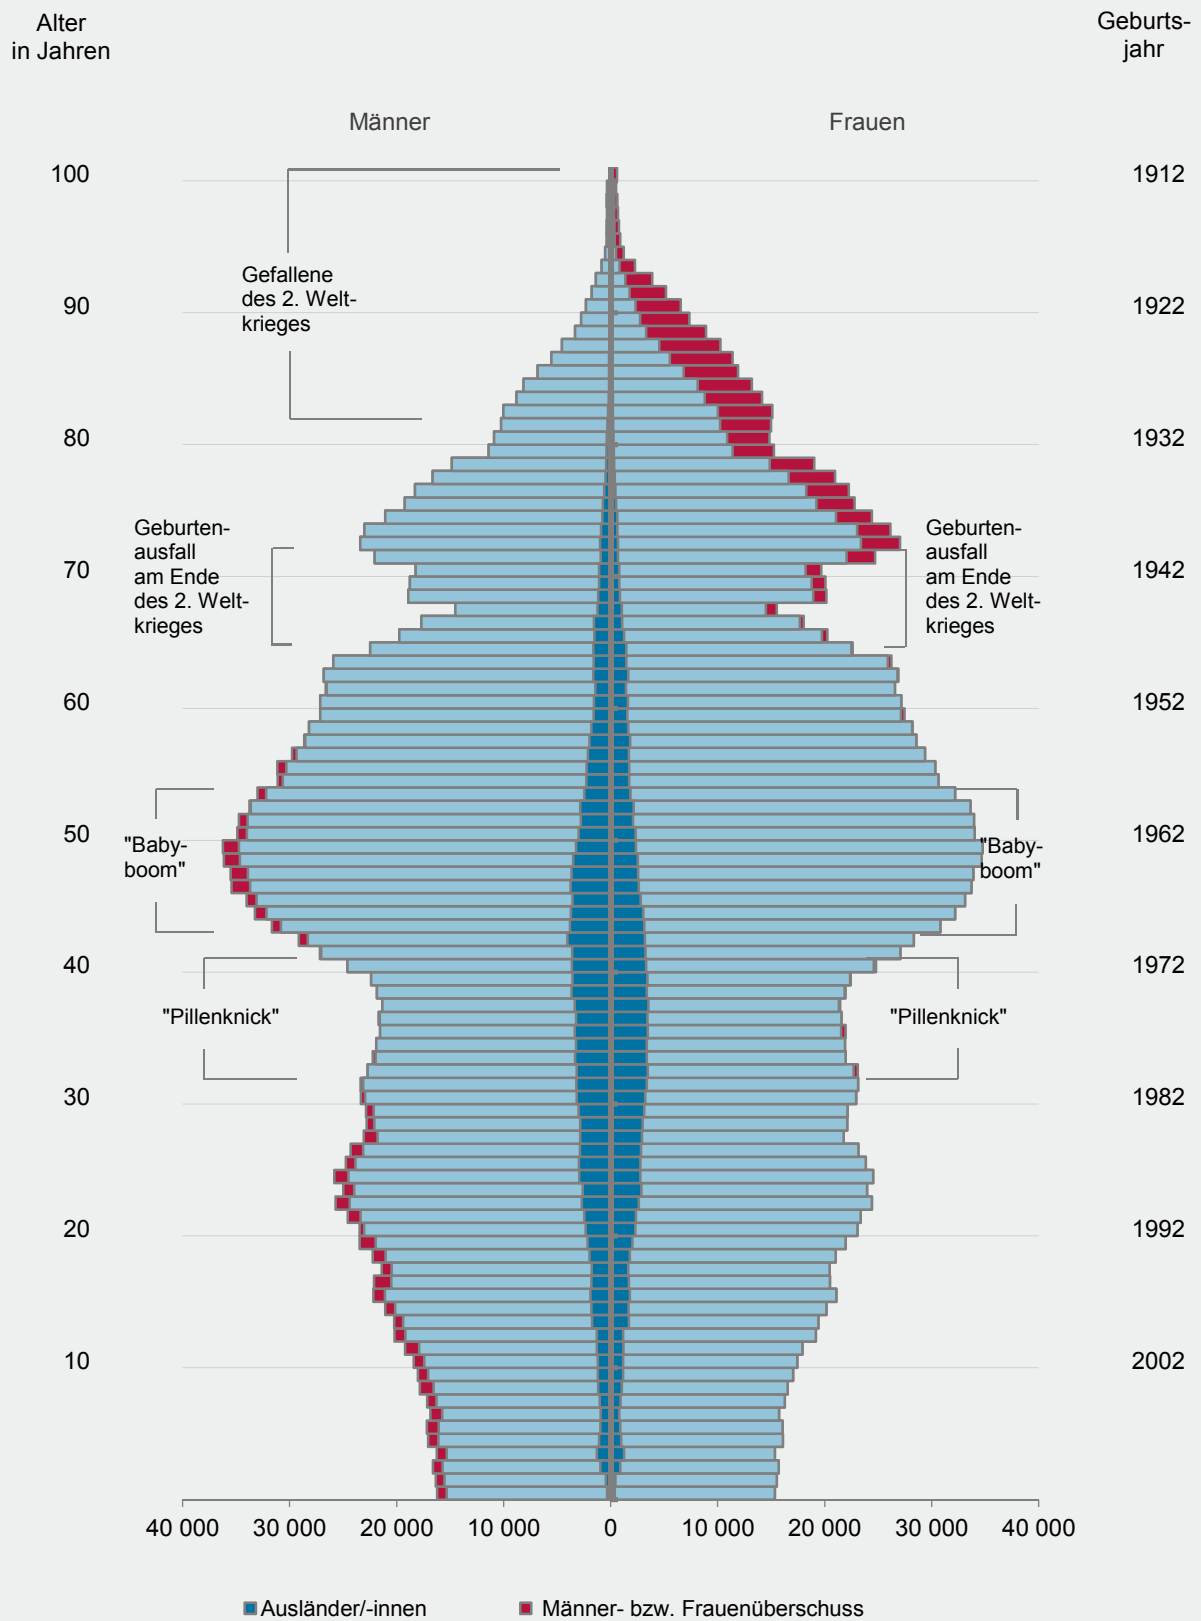 Alter
in Jahren
Geburts-
jahr
Männer
Frauen
100
1912
Gefallene
des 2. Welt-
krieges
90
1922
80
1932
Geburten-
ausfall
am Ende
des 2. Welt-
krieges
Geburten-
ausfall
am Ende
des 2. Welt-
krieges
70
1942
60
1952
50
1962
"Baby-
boom"
"Baby-
boom"
40
1972
"Pillenknick"
"Pillenknick"
30
1982
20
1992
10
2002
40 000 30 000 20 000 10 000 0 10 000 20 000 30 000 40 000
Ausländer/-innen
Männer- bzw. Frauenüberschuss